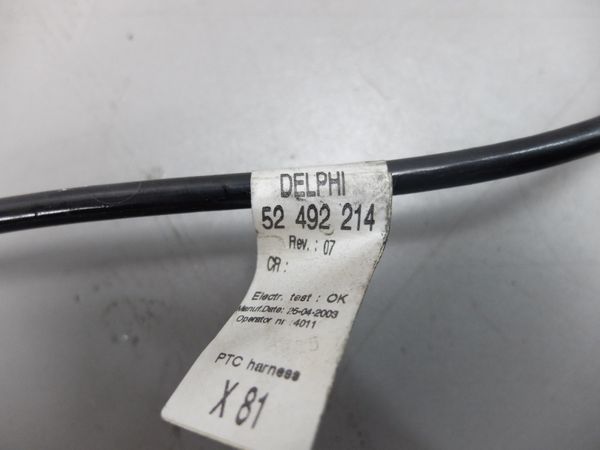 DELPHI
52 492 214
Rev.: 07
CR:
Electr. test : OK
Manuf.Date: 25-04-2003
Operator nr :4011
PTC harness
X 81